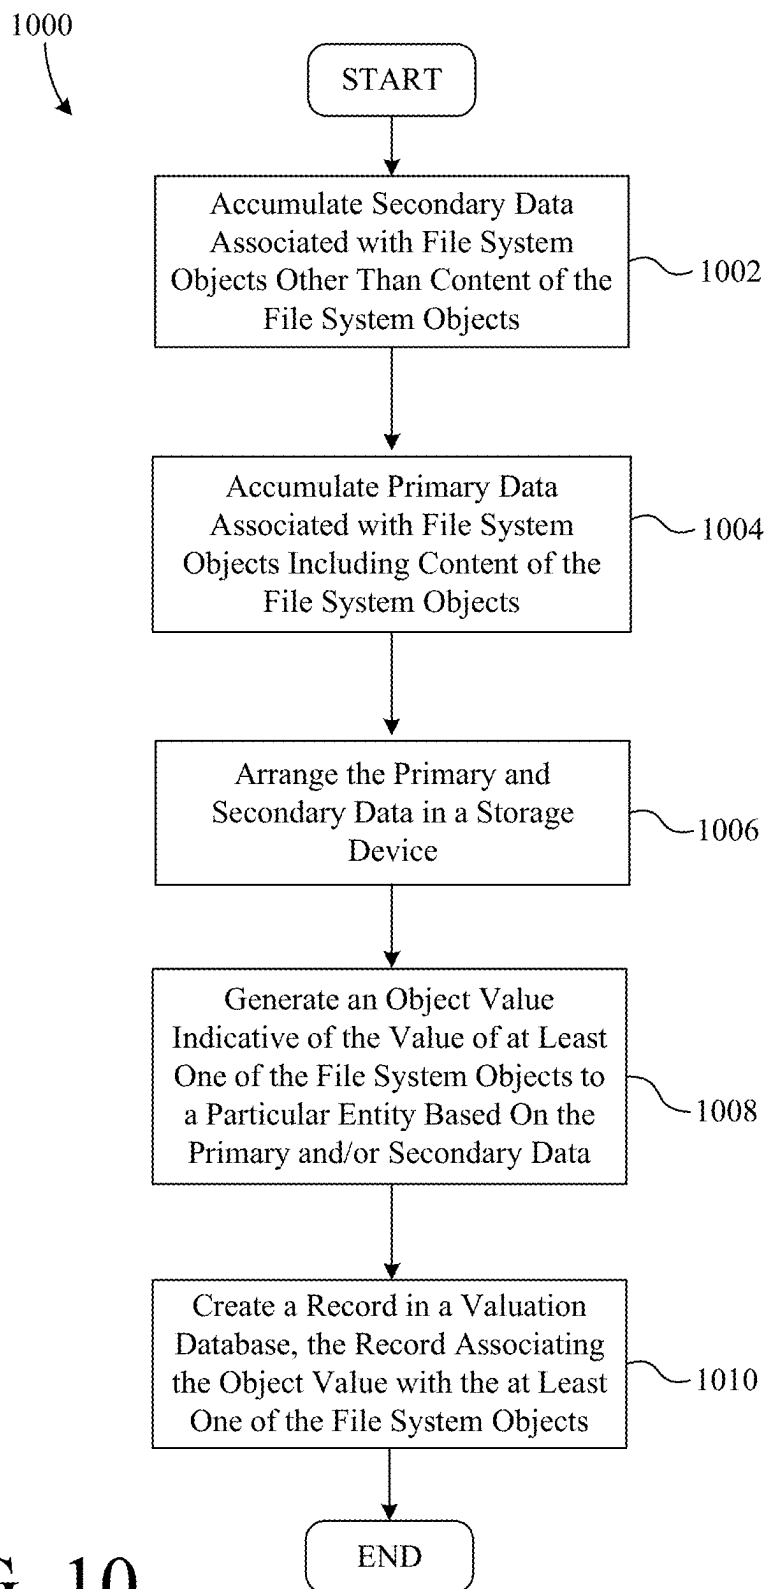 1000
START
Accumulate Secondary Data
Associated with File System
Objects Other Than Content of the
File System Objects
1002
Accumulate Primary Data
Associated with File System
Objects Including Content of the
File System Objects
1004
Arrange the Primary and
Secondary Data in a Storage
Device
1006
Generate an Object Value
Indicative of the Value of at Least
One of the File System Objects to
a Particular Entity Based On the
Primary and/or Secondary Data
1008
Create a Record in a Valuation
Database, the Record Associating
the Object Value with the at Least
One of the File System Objects
1010
END
10